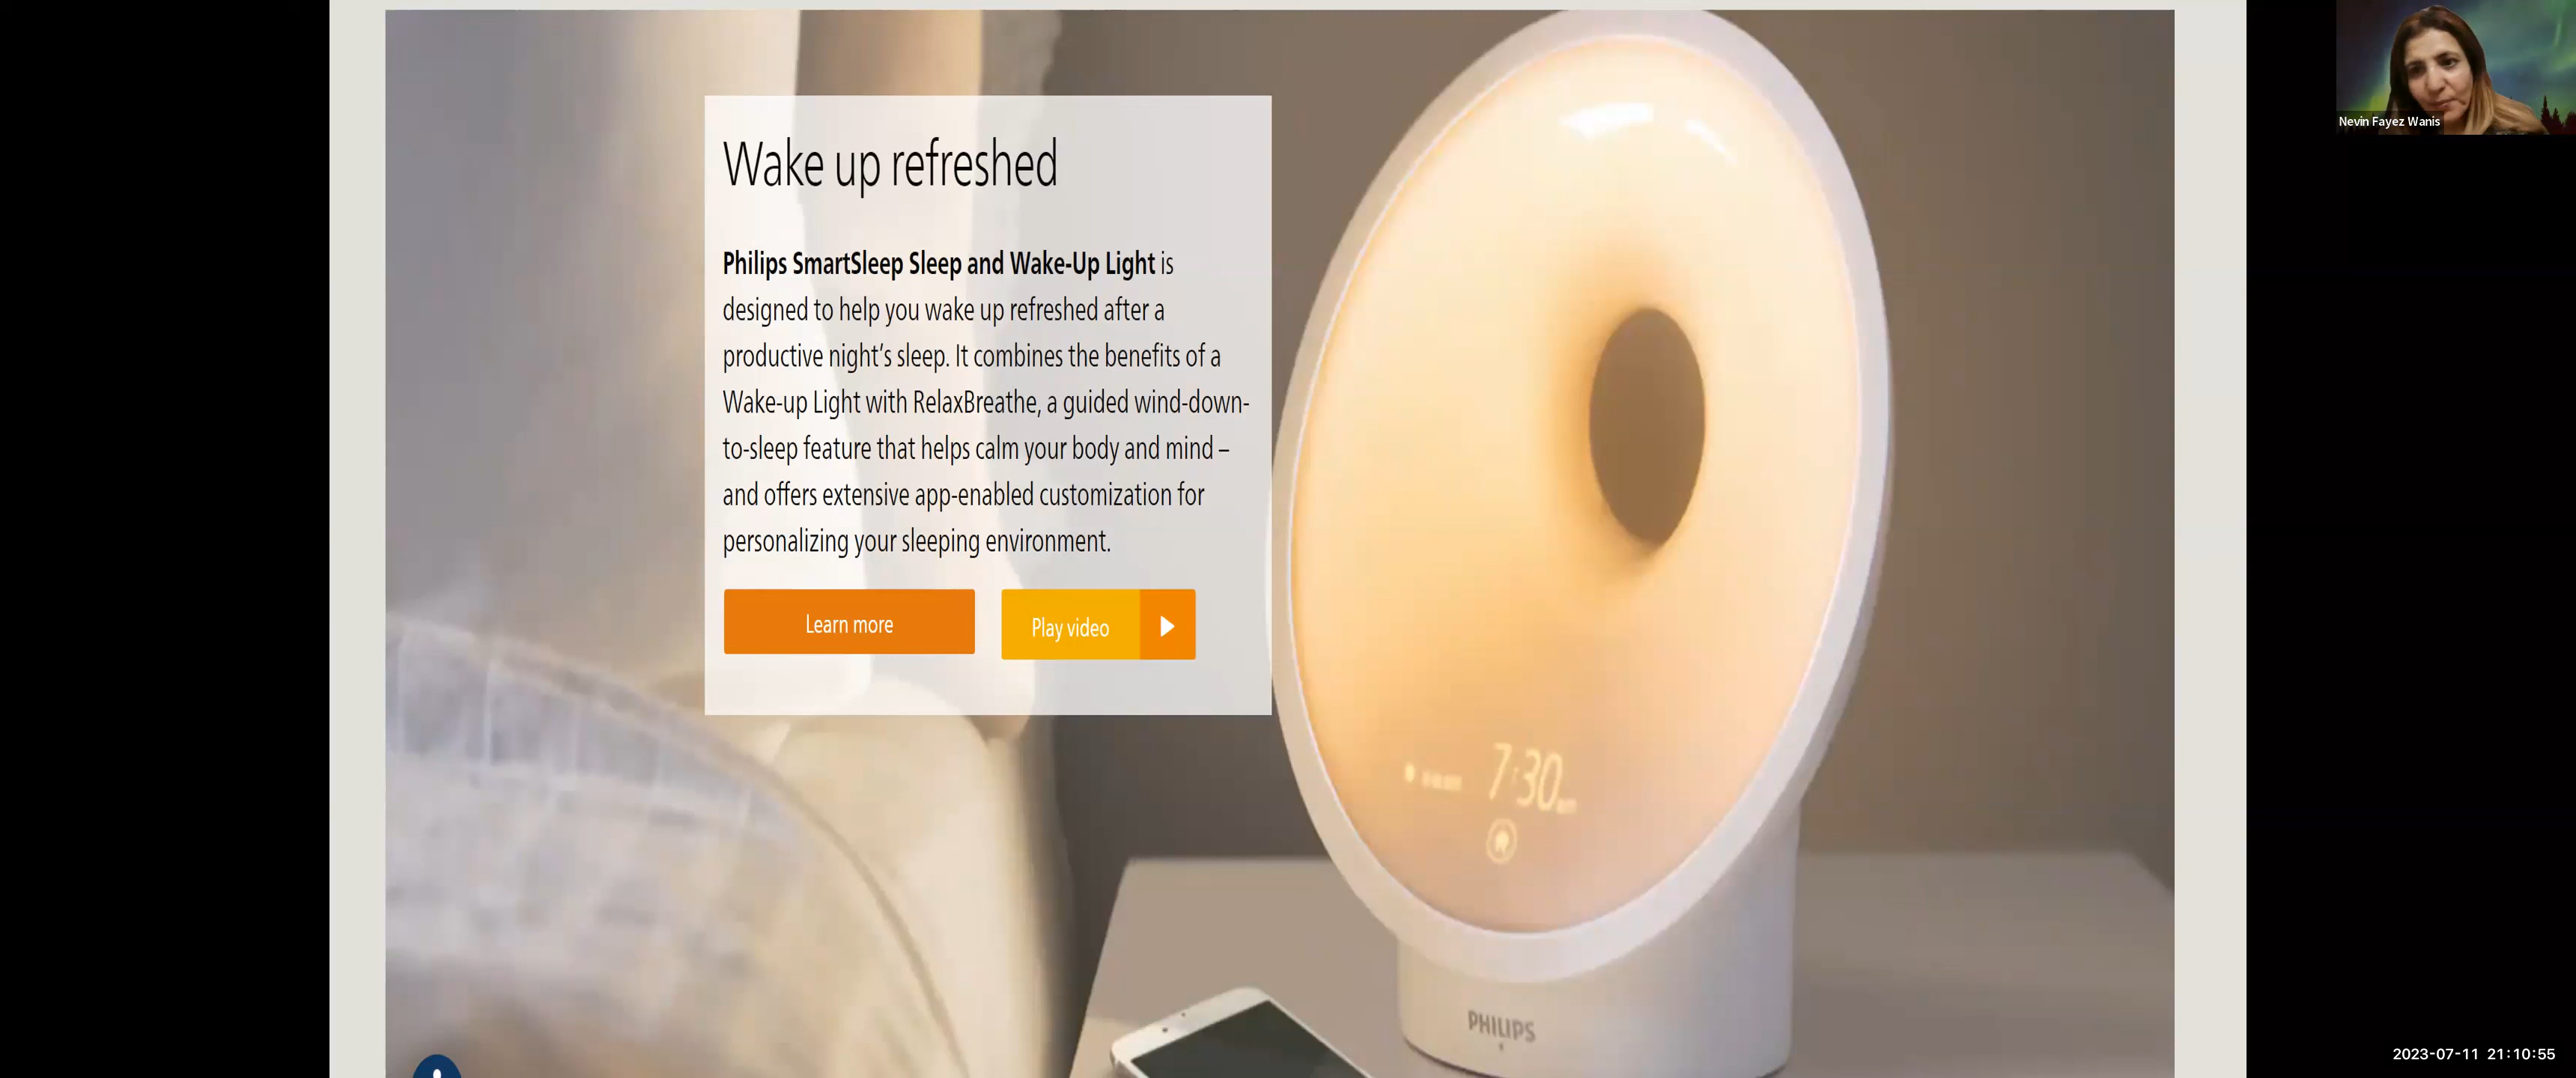 Wake up refreshed
Philips SmartSleep Sleep and Wake-Up Light is
designed to help you wake up refreshed after a
productive night's sleep. It combines the benefits of a
Wake-up Light with RelaxBreathe, a guided wind-down-
to-sleep feature that helps calm your body and mind –
and offers extensive app-enabled customization for
personalizing your sleeping environment.
Learn more
Play video
7:30
PHILIPS
Nevin Fayez Wanis
2023-07-11 21:10:55